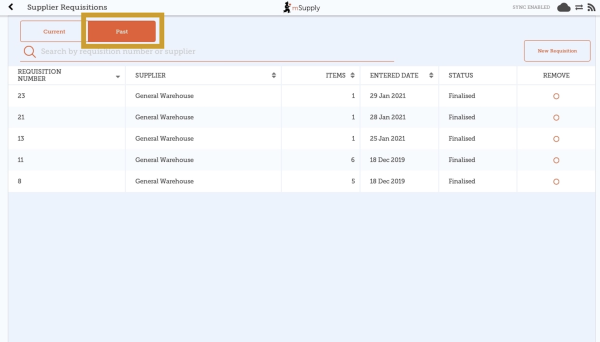 Supplier Requisitions
mSupply
SYNC ENABLED
Current
Past
Search by requisition number or supplier
New Requisition
REQUISITION NUMBER SUPPLIER ITEMS ENTERED DATE STATUS REMOVE
23 General Warehouse 1 29 Jan 2021 Finalised
21 General Warehouse 1 28 Jan 2021 Finalised
13 General Warehouse 1 25 Jan 2021 Finalised
11 General Warehouse 6 18 Dec 2019 Finalised
8 General Warehouse 5 18 Dec 2019 Finalised